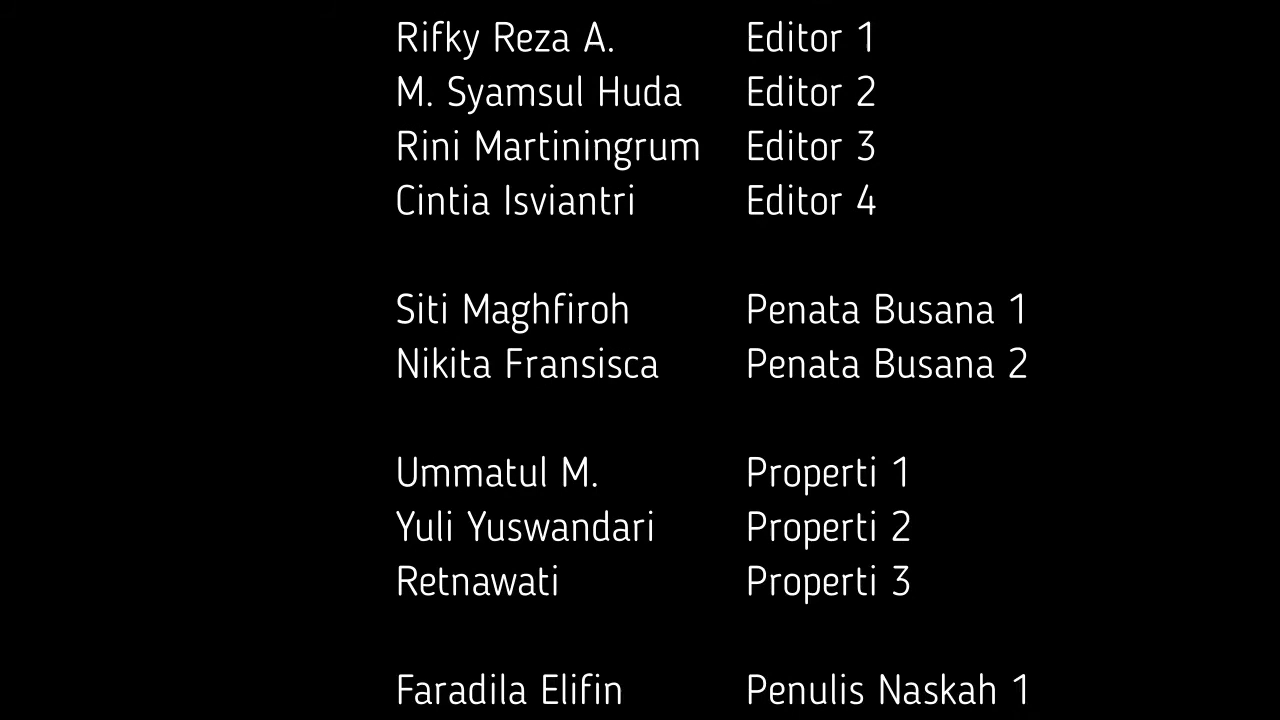 Rifky Reza A. Editor 1
M. Syamsul Huda Editor 2
Rini Martiningrum Editor 3
Cintia Isviantri Editor 4
Siti Maghfiroh Penata Busana 1
Nikita Fransisca Penata Busana 2
Ummatul M. Properti 1
Yuli Yuswandari Properti 2
Retnawati Properti 3
Faradila Elifin Penulis Naskah 1